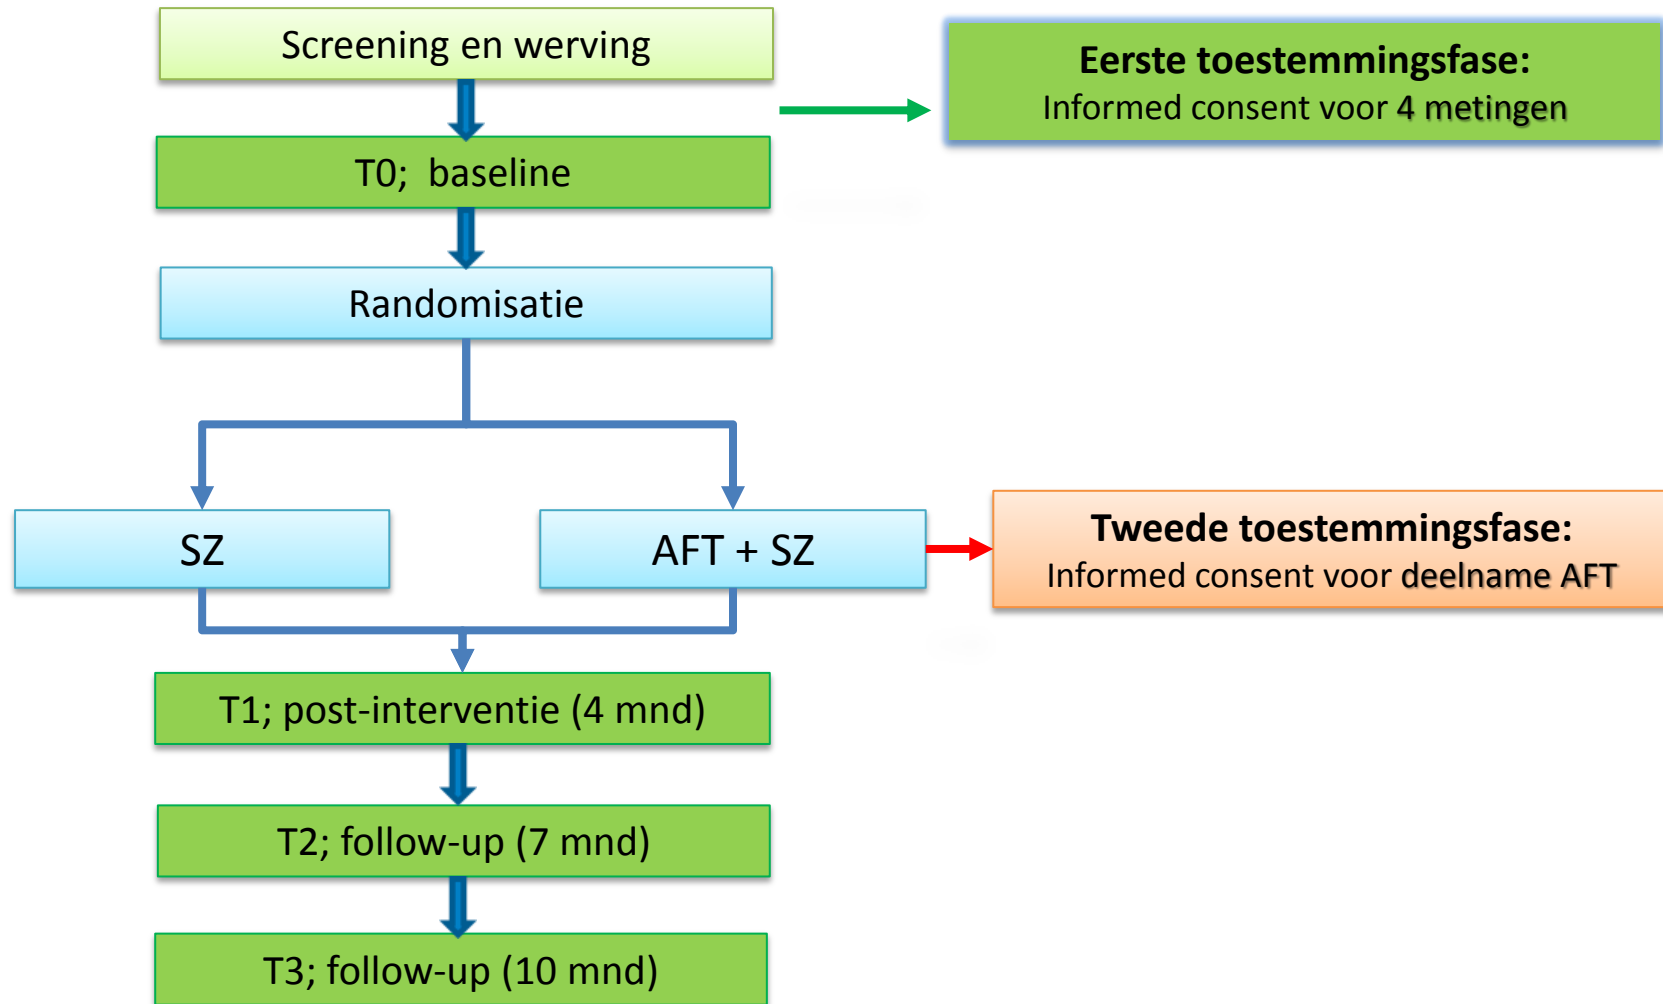 Screening en werving
Eerste toestemmingsfase:
Informed consent voor 4 metingen
T0; baseline
Randomisatie
SZ
AFT + SZ
Tweede toestemmingsfase:
Informed consent voor deelname AFT
T1; post-interventie (4 mnd)
T2; follow-up (7 mnd)
T3; follow-up (10 mnd)